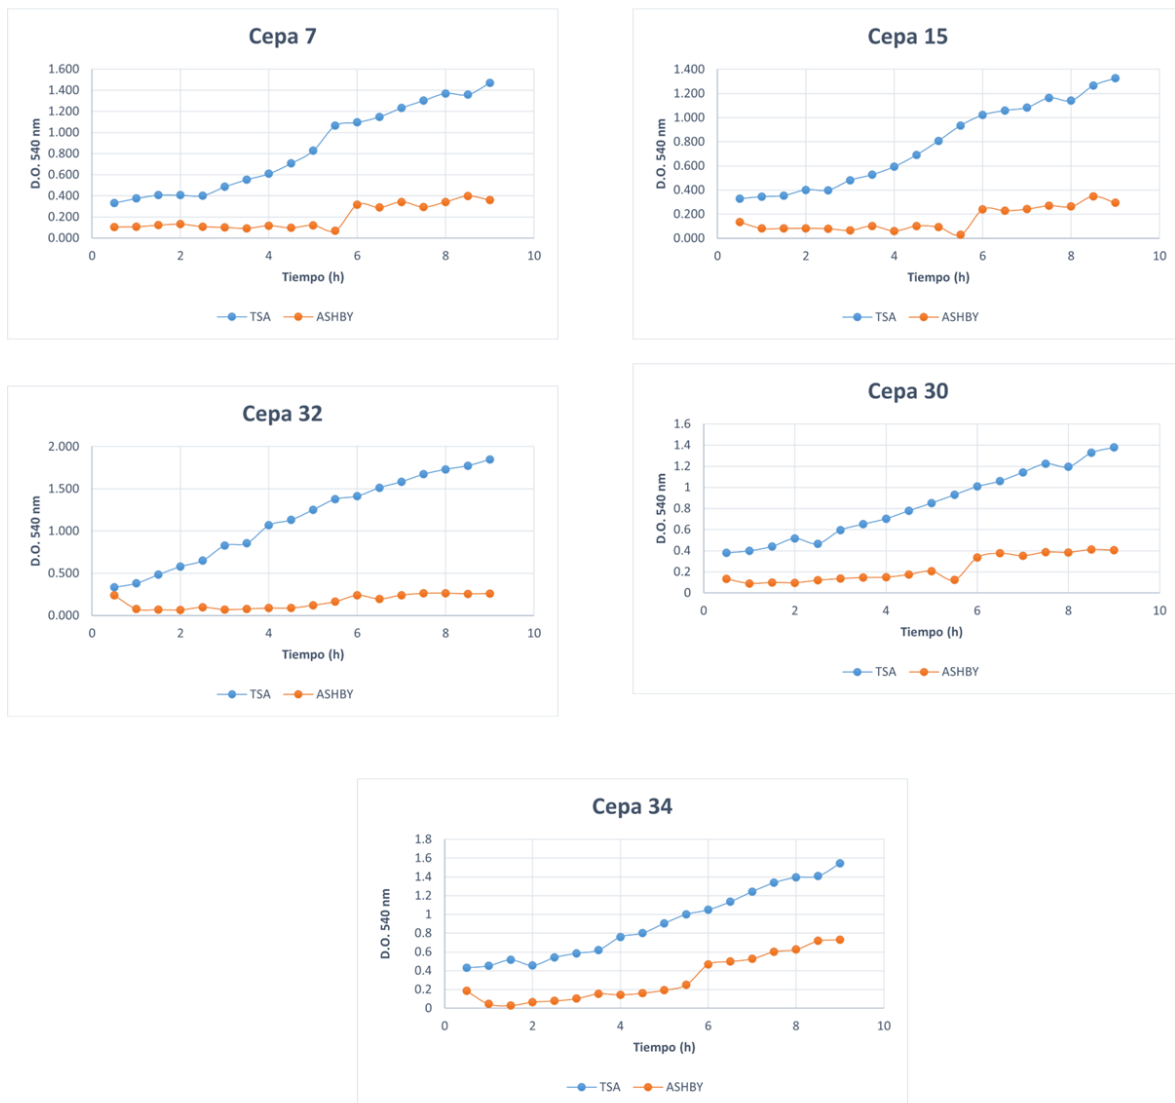 Cepa 7
D.O. 540 nm
1.600
1.400
1.200
1.000
0.800
0.600
0.400
0.200
0.000
0 2 4 6 8 10
Tiempo (h)
TSA ASHBY
Cepa 15
D.O. 540 nm
1.400
1.200
1.000
0.800
0.600
0.400
0.200
0.000
0 2 4 6 8 10
Tiempo (h)
TSA ASHBY
Cepa 32
D.O. 540 nm
2.000
1.500
1.000
0.500
0.000
0 2 4 6 8 10
Tiempo (h)
TSA ASHBY
Cepa 30
D.O. 540 nm
1.6
1.4
1.2
1
0.8
0.6
0.4
0.2
0
0 2 4 6 8 10
Tiempo (h)
TSA ASHBY
Cepa 34
D.O. 540 nm
1.8
1.6
1.4
1.2
1
0.8
0.6
0.4
0.2
0
0 2 4 6 8 10
Tiempo (h)
TSA ASHBY